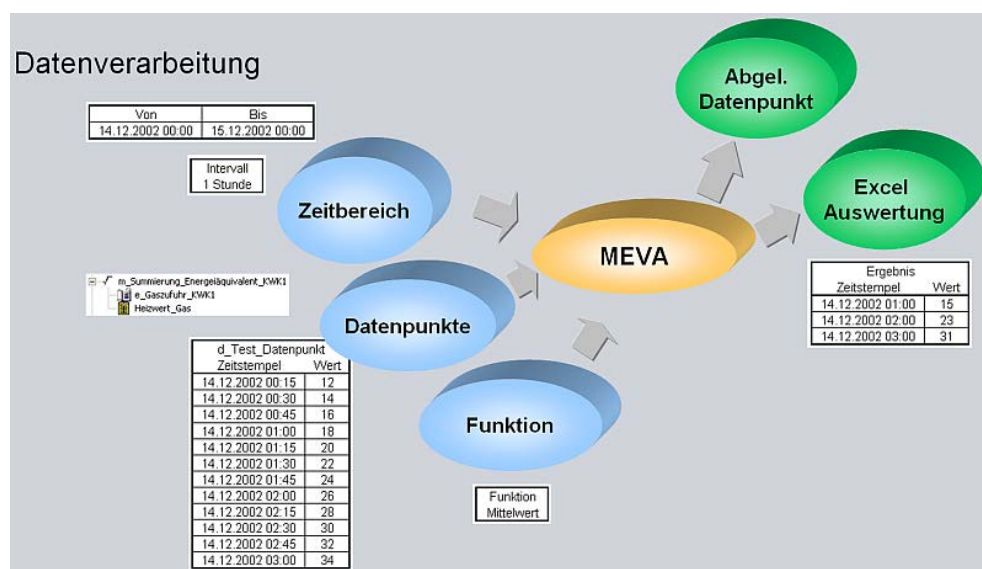 Datenverarbeitung
Von Bis
14.12.2002 00:00 15.12.2002 00:00
Intervall
1 Stunde
Zeitbereich
Abgel.
Datenpunkt
Excel
Auswertung
MEVA
m_Summierung_Energeiäquivalent_KWK1
e_Gaszufuhr_KWK1
Heizwert_Gas
Datenpunkte
Ergebnis
Zeitstempel Wert
14.12.2002 01:00 15
14.12.2002 02:00 23
14.12.2002 03:00 31
d_Test_Datenpunkt
Zeitstempel Wert
14.12.2002 00:15 12
14.12.2002 00:30 14
14.12.2002 00:45 16
14.12.2002 01:00 18
14.12.2002 01:15 20
14.12.2002 01:30 22
14.12.2002 01:45 24
14.12.2002 02:00 26
14.12.2002 02:15 28
14.12.2002 02:30 30
14.12.2002 02:45 32
14.12.2002 03:00 34
Funktion
Funktion
Mittelwert